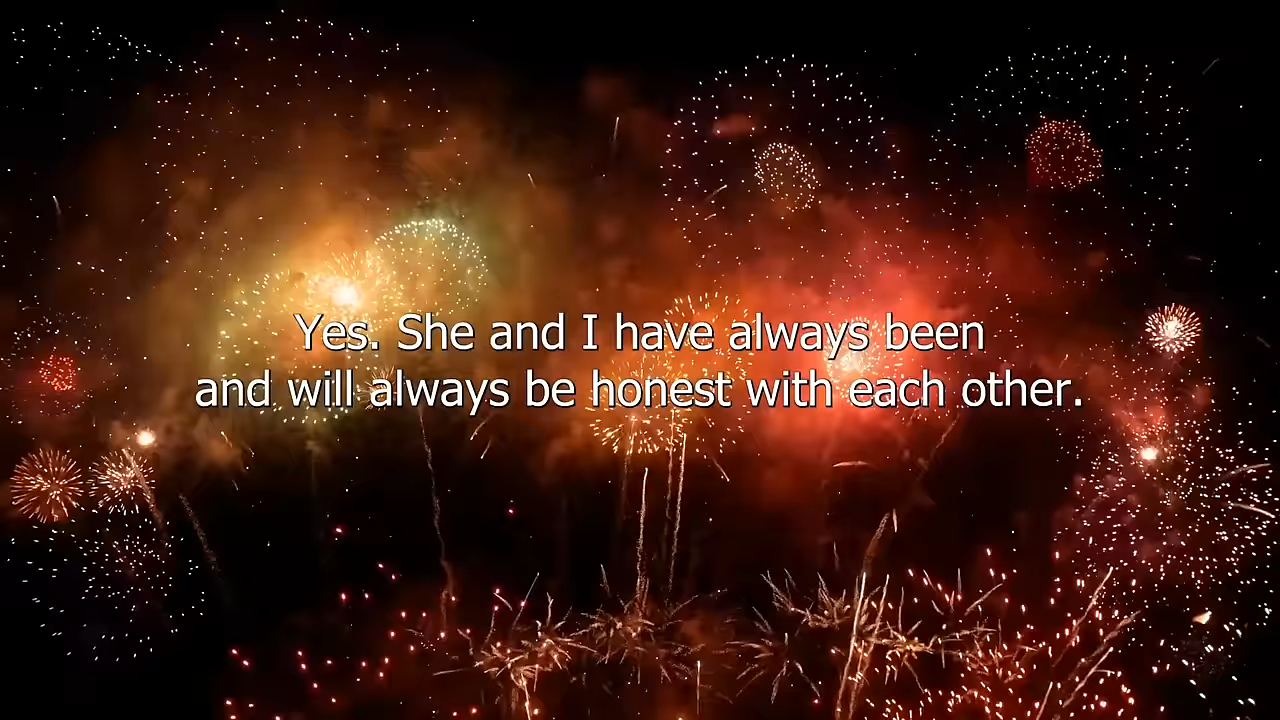 Yes. She and I have always been
and will always be honest with each other.